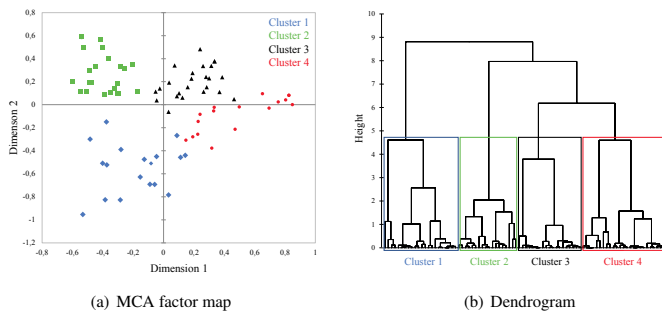 Cluster 1
Cluster 2
Cluster 3
Cluster 4
0,8
0,6
0,4
0,2
0
-0,2
-0,4
-0,6
-0,8
-1
-1,2
Dimenson 2
-0,8 -0,6 -0,4 -0,2 0 0,2 0,4 0,6 0,8 1
Dimension 1
(a) MCA factor map
10
9
8
7
6
5
4
3
2
1
0
Height
Cluster 1 Cluster 2 Cluster 3 Cluster 4
(b) Dendrogram